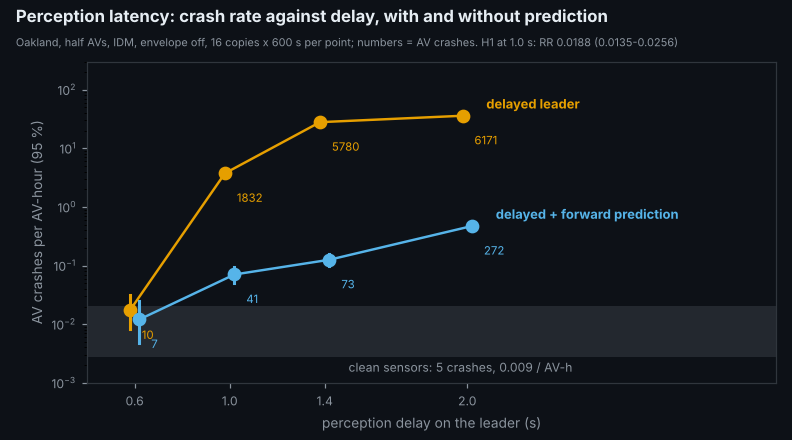 Perception latency: crash rate against delay, with and without prediction
Oakland, half AVs, IDM, envelope off, 16 copies x 600 s per point; numbers = AV crashes. H1 at 1.0 s: RR 0.0188 (0.0135-0.0256)
AV crashes per AV-hour (95 %)
10²
10¹
10⁰
10⁻¹
10⁻²
10⁻³
delayed leader
5780
6171
1832
delayed + forward prediction
272
73
41
10
7
clean sensors: 5 crashes, 0.009 / AV-h
0.6 1.0 1.4 2.0
perception delay on the leader (s)